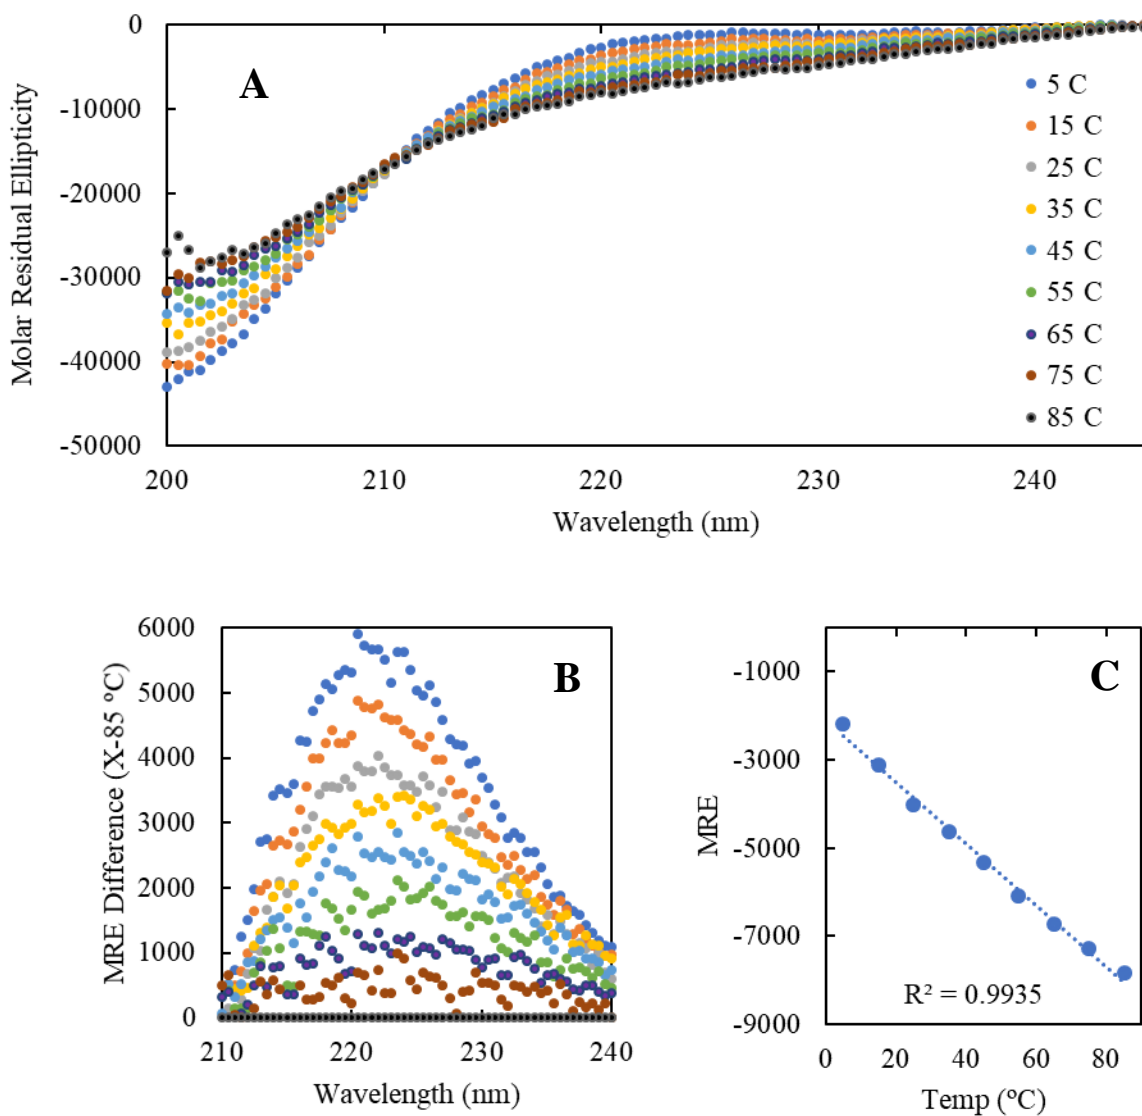 A
Molar Residual Ellipticity
0
-10000
-20000
-30000
-40000
-50000
200
210
220
230
240
Wavelength (nm)
5 C
15 C
25 C
35 C
45 C
55 C
65 C
75 C
85 C
B
MRE Difference (X-85 ºC)
6000
5000
4000
3000
2000
1000
0
210
220
230
240
Wavelength (nm)
C
MRE
-1000
-3000
-5000
-7000
-9000
R² = 0.9935
0
20
40
60
80
Temp (ºC)